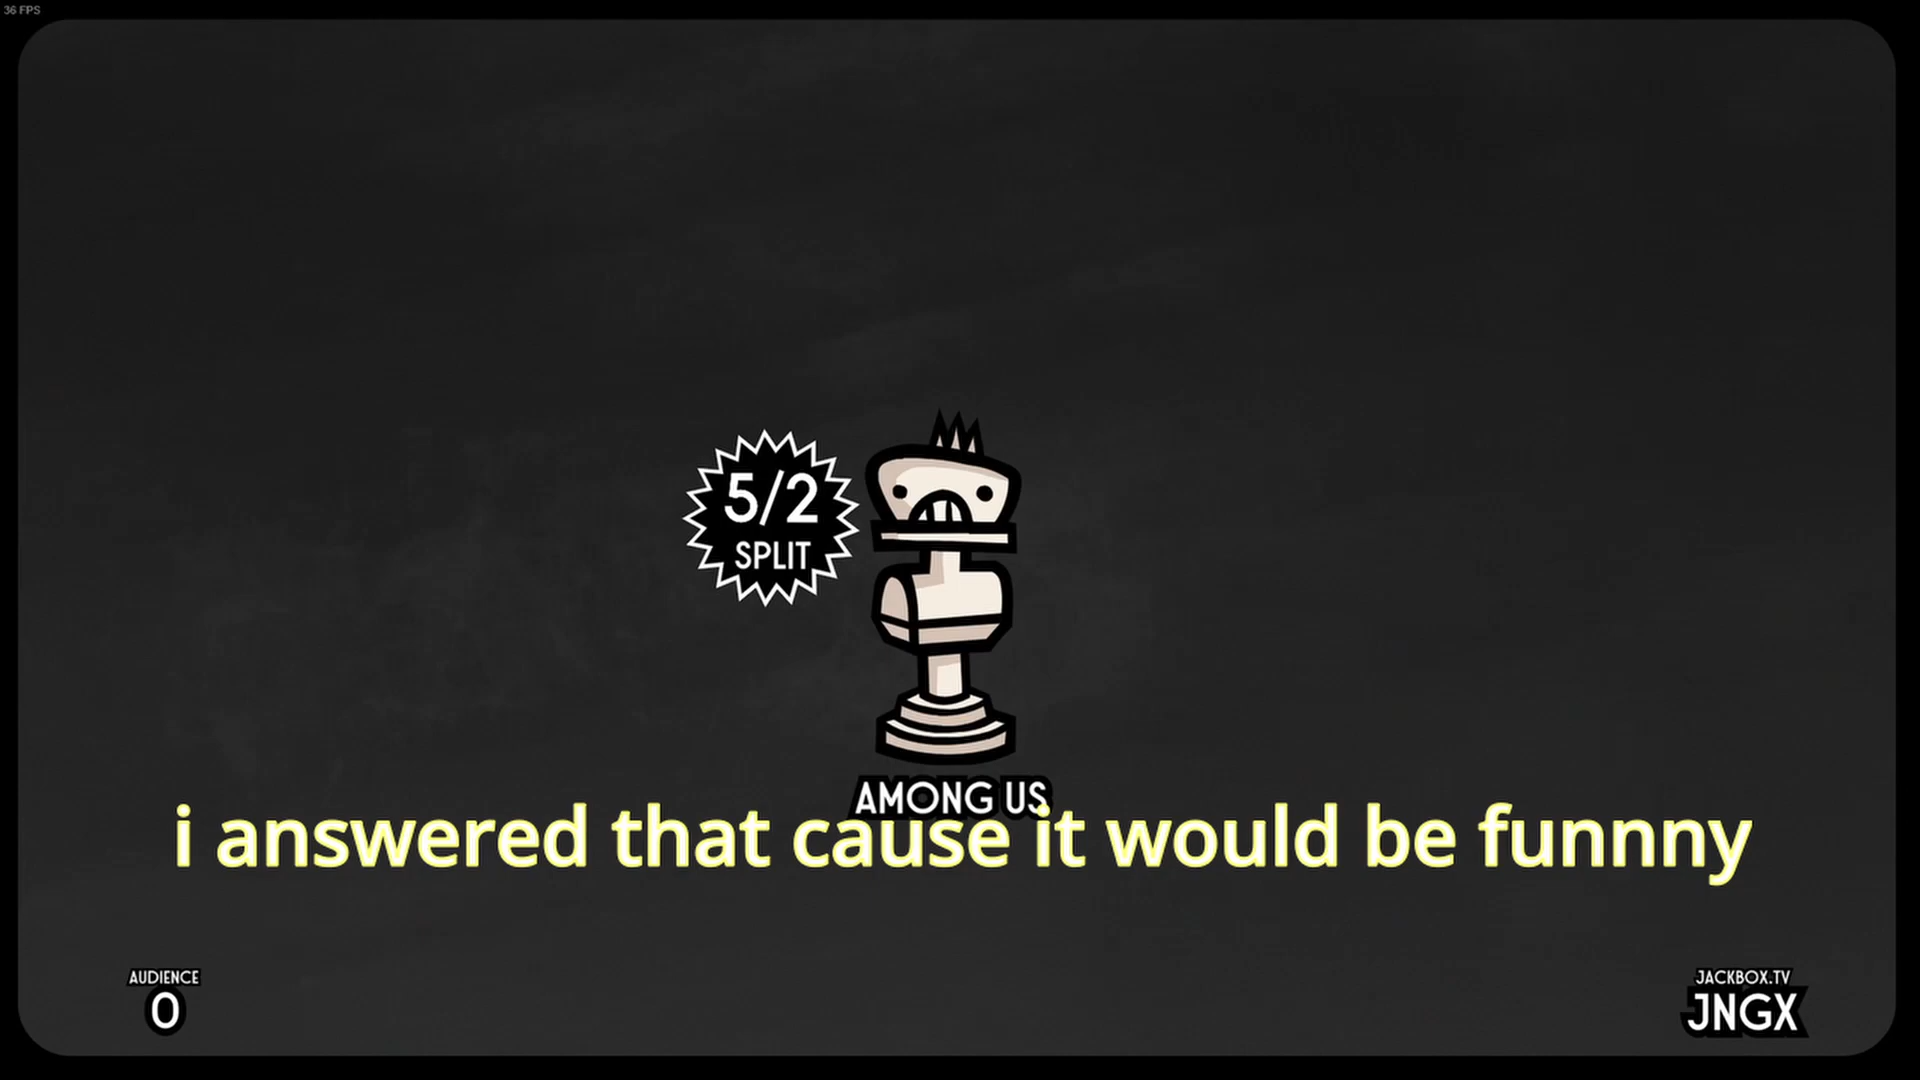 36 FPS
5/2
SPLIT
AMONG US
i answered that cause it would be funnny
AUDIENCE
0
JACKBOX.TV
JNGX